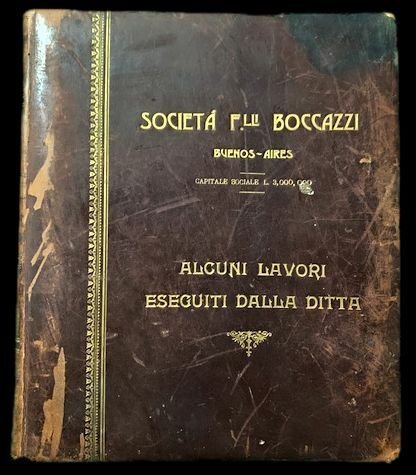 SOCIETÁ F.LLI BOCCAZZI
BUENOS-AIRES
CAPITALE SOCIALE L. 3,000,000
ALCUNI LAVORI
ESEGUITI DALLA DITTA